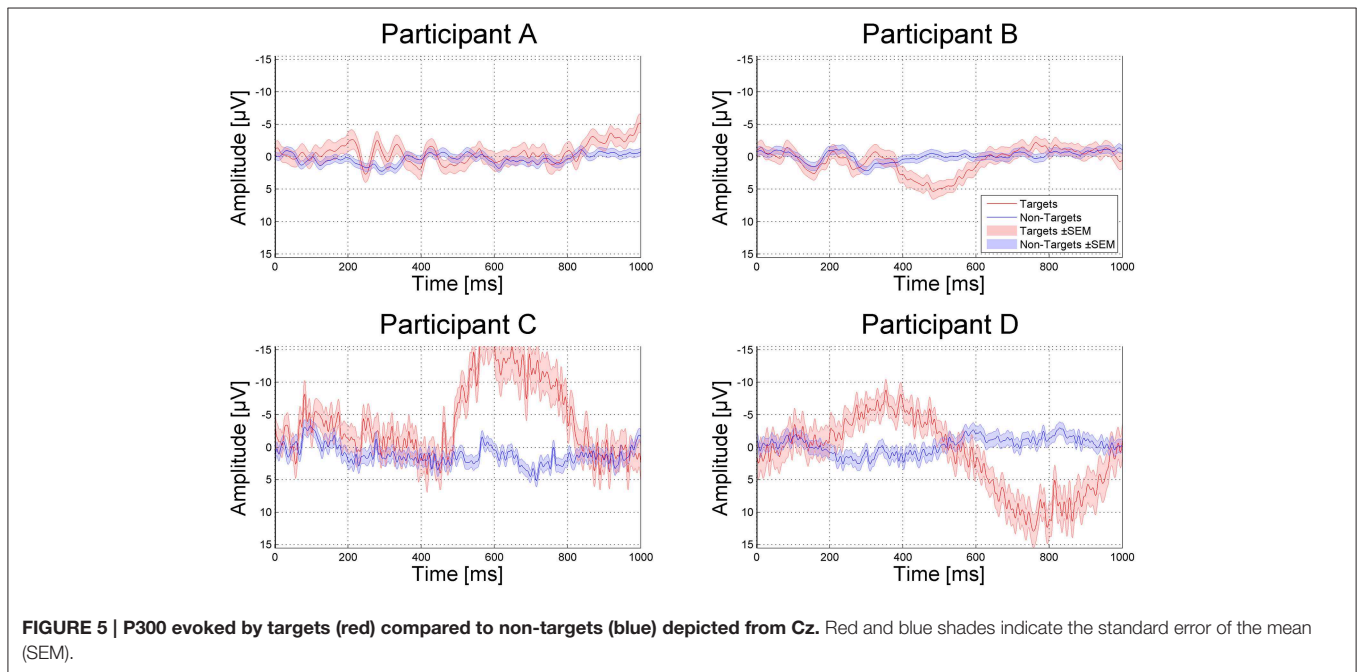 Participant A
Amplitude [µV]
-15
-10
-5
0
5
10
15
0 200 400 600 800 1000
Time [ms]
Participant B
Amplitude [µV]
-15
-10
-5
0
5
10
15
Targets
Non-Targets
Targets ±SEM
Non-Targets ±SEM
0 200 400 600 800 1000
Time [ms]
Participant C
Amplitude [µV]
-15
-10
-5
0
5
10
15
0 200 400 600 800 1000
Time [ms]
Participant D
Amplitude [µV]
-15
-10
-5
0
5
10
15
0 200 400 600 800 1000
Time [ms]
FIGURE 5 | P300 evoked by targets (red) compared to non-targets (blue) depicted from Cz. Red and blue shades indicate the standard error of the mean
(SEM).